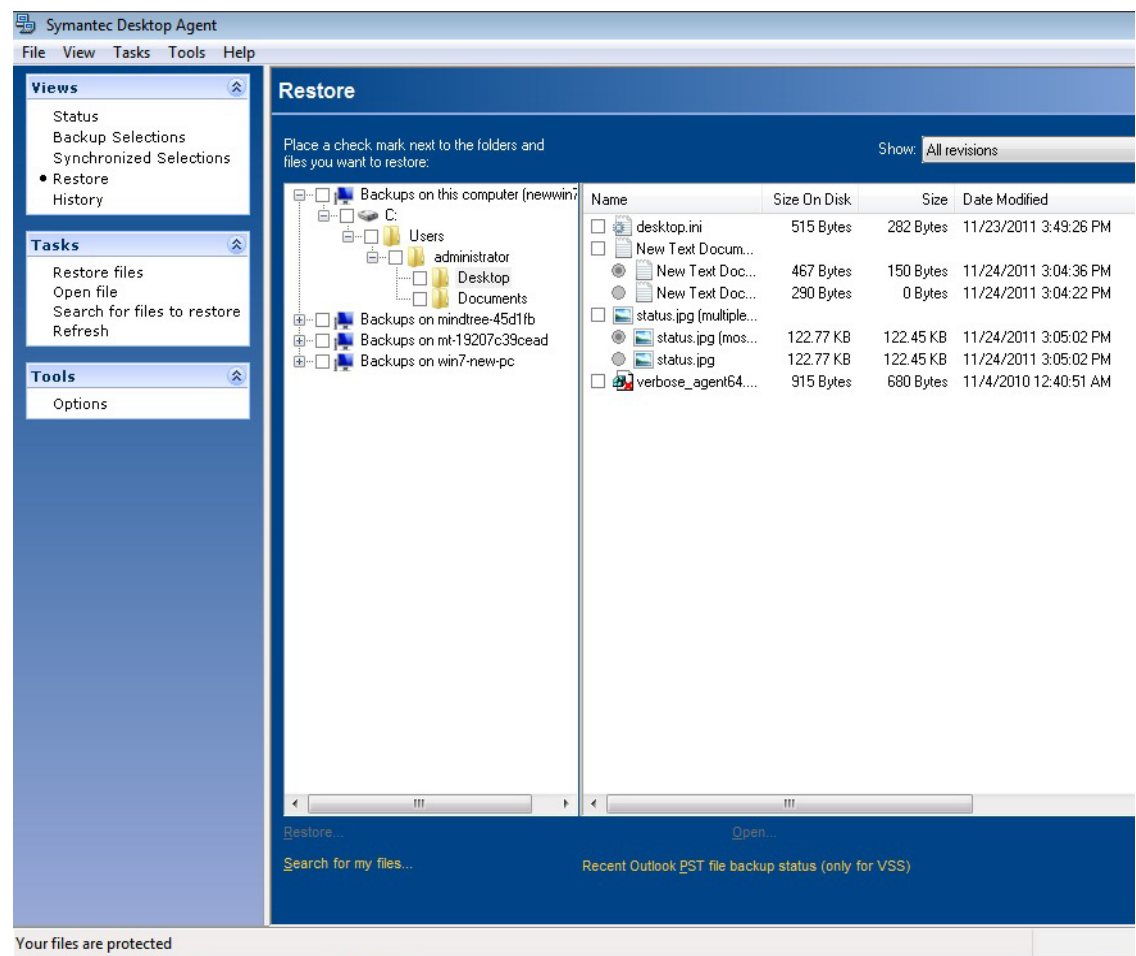 Symantec Desktop Agent
File View Tasks Tools Help
Views
Status
Backup Selections
Synchronized Selections
Restore
History
Tasks
Restore files
Open file
Search for files to restore
Refresh
Tools
Options
Restore
Place a check mark next to the folders and
files you want to restore:
Show: All revisions
Backups on this computer (newwin7
C:
Users
administrator
Desktop
Documents
Backups on mindtree-45d1fb
Backups on mt-19207c39cead
Backups on win7-new-pc
Name Size On Disk Size Date Modified
desktop.ini 515 Bytes 282 Bytes 11/23/2011 3:49:26 PM
New Text Docum...
New Text Doc... 467 Bytes 150 Bytes 11/24/2011 3:04:36 PM
New Text Doc... 290 Bytes 0 Bytes 11/24/2011 3:04:22 PM
status.jpg (multiple...
status.jpg (mos... 122.77 KB 122.45 KB 11/24/2011 3:05:02 PM
status.jpg 122.77 KB 122.45 KB 11/24/2011 3:05:02 PM
verbose_agent64.... 915 Bytes 680 Bytes 11/4/2010 12:40:51 AM
Restore... Open...
Search for my files... Recent Outlook PST file backup status (only for VSS)
Your files are protected